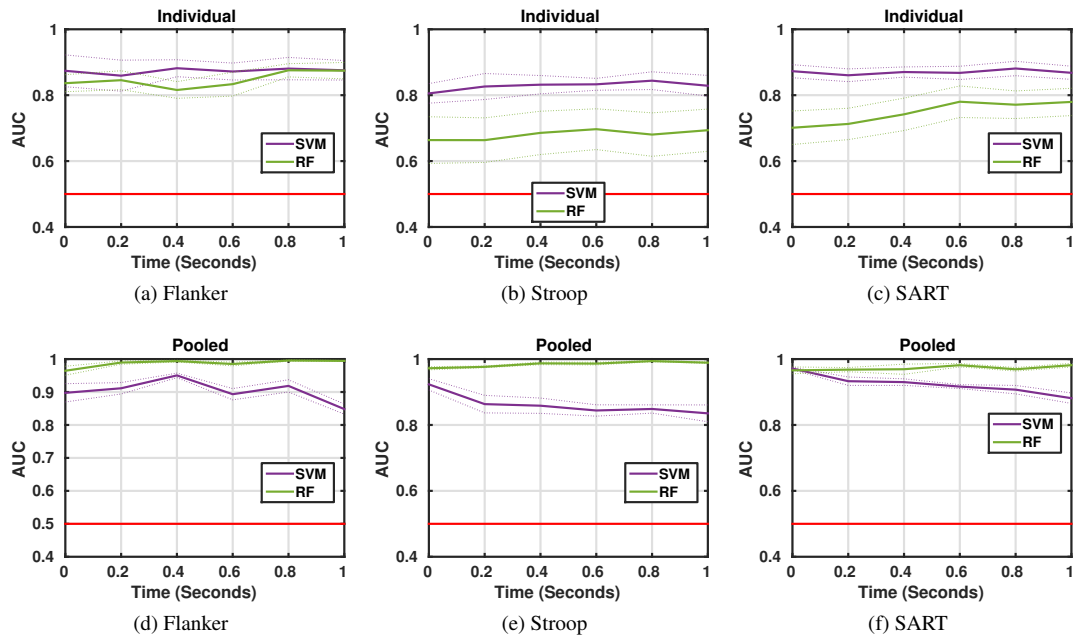 Individual
1
0.8
0.6
0.4
AUC
SVM
RF
0 0.2 0.4 0.6 0.8 1
Time (Seconds)
(a) Flanker
Individual
1
0.8
0.6
0.4
AUC
SVM
RF
0 0.2 0.4 0.6 0.8 1
Time (Seconds)
(b) Stroop
Individual
1
0.8
0.6
0.4
AUC
SVM
RF
0 0.2 0.4 0.6 0.8 1
Time (Seconds)
(c) SART
Pooled
1
0.9
0.8
0.7
0.6
0.5
0.4
AUC
SVM
RF
0 0.2 0.4 0.6 0.8 1
Time (Seconds)
(d) Flanker
Pooled
1
0.8
0.6
0.4
AUC
SVM
RF
0 0.2 0.4 0.6 0.8 1
Time (Seconds)
(e) Stroop
Pooled
1
0.8
0.6
0.4
AUC
SVM
RF
0 0.2 0.4 0.6 0.8 1
Time (Seconds)
(f) SART